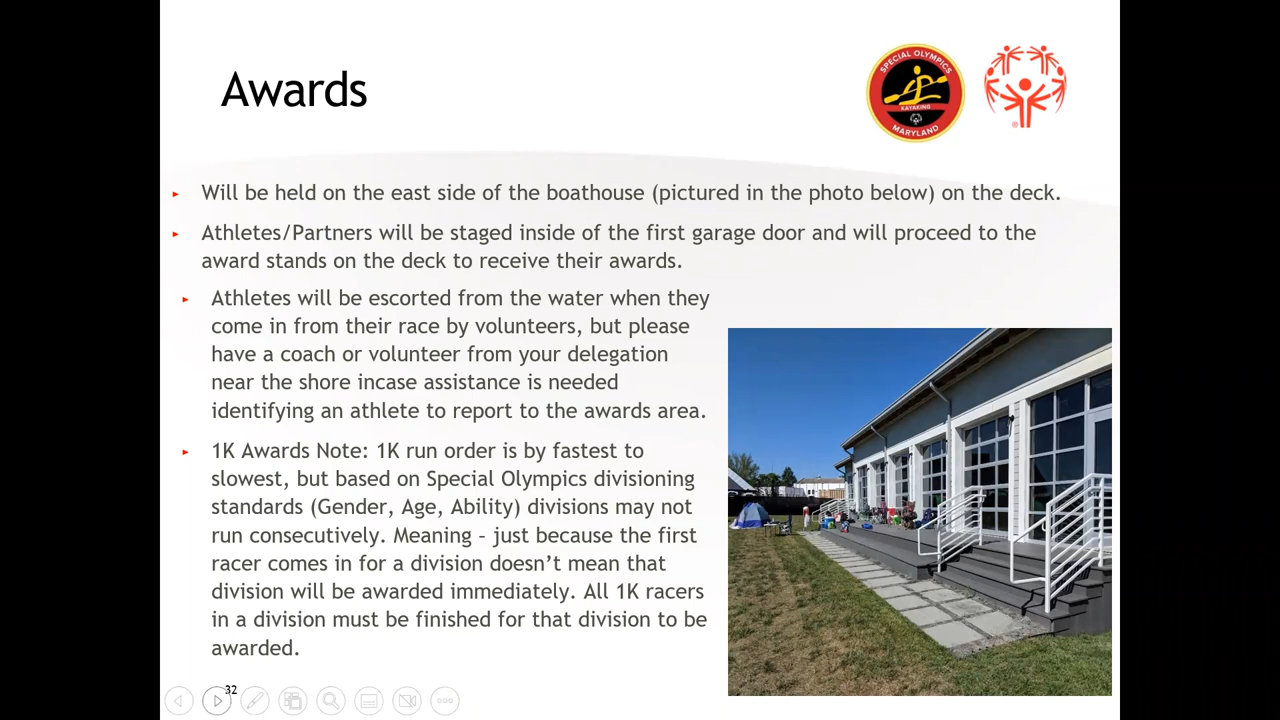 Awards
SPECIAL OLYMPICS
KAYAKING
MARYLAND
®
Will be held on the east side of the boathouse (pictured in the photo below) on the deck.
Athletes/Partners will be staged inside of the first garage door and will proceed to the
award stands on the deck to receive their awards.
Athletes will be escorted from the water when they
come in from their race by volunteers, but please
have a coach or volunteer from your delegation
near the shore incase assistance is needed
identifying an athlete to report to the awards area.
1K Awards Note: 1K run order is by fastest to
slowest, but based on Special Olympics divisioning
standards (Gender, Age, Ability) divisions may not
run consecutively. Meaning – just because the first
racer comes in for a division doesn’t mean that
division will be awarded immediately. All 1K racers
in a division must be finished for that division to be
awarded.
32